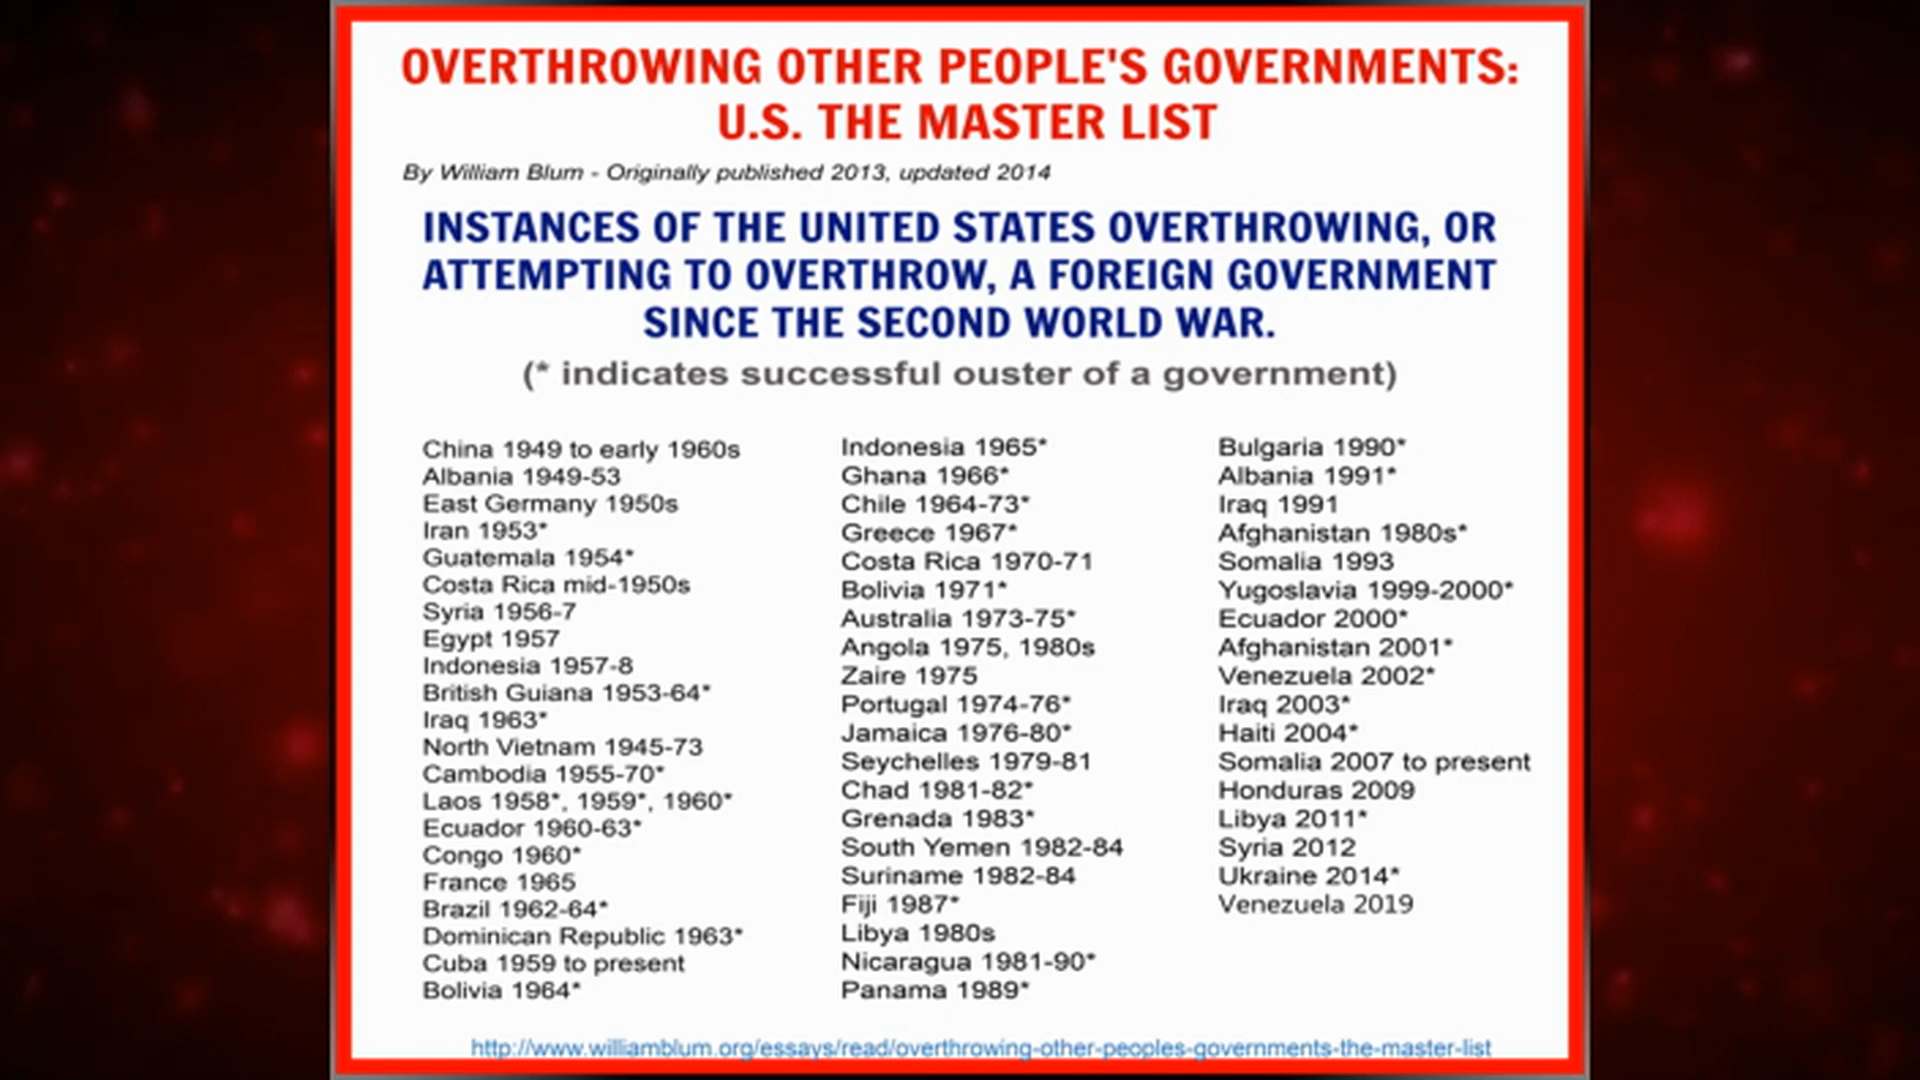 OVERTHROWING OTHER PEOPLE'S GOVERNMENTS:
U.S. THE MASTER LIST
By William Blum - Originally published 2013, updated 2014
INSTANCES OF THE UNITED STATES OVERTHROWING, OR
ATTEMPTING TO OVERTHROW, A FOREIGN GOVERNMENT
SINCE THE SECOND WORLD WAR.
(* indicates successful ouster of a government)
China 1949 to early 1960s
Albania 1949-53
East Germany 1950s
Iran 1953*
Guatemala 1954*
Costa Rica mid-1950s
Syria 1956-7
Egypt 1957
Indonesia 1957-8
British Guiana 1953-64*
Iraq 1963*
North Vietnam 1945-73
Cambodia 1955-70*
Laos 1958*, 1959*, 1960*
Ecuador 1960-63*
Congo 1960*
France 1965
Brazil 1962-64*
Dominican Republic 1963*
Cuba 1959 to present
Bolivia 1964*
Indonesia 1965*
Ghana 1966*
Chile 1964-73*
Greece 1967*
Costa Rica 1970-71
Bolivia 1971*
Australia 1973-75*
Angola 1975, 1980s
Zaire 1975
Portugal 1974-76*
Jamaica 1976-80*
Seychelles 1979-81
Chad 1981-82*
Grenada 1983*
South Yemen 1982-84
Suriname 1982-84
Fiji 1987*
Libya 1980s
Nicaragua 1981-90*
Panama 1989*
Bulgaria 1990*
Albania 1991*
Iraq 1991
Afghanistan 1980s*
Somalia 1993
Yugoslavia 1999-2000*
Ecuador 2000*
Afghanistan 2001*
Venezuela 2002*
Iraq 2003*
Haiti 2004*
Somalia 2007 to present
Honduras 2009
Libya 2011*
Syria 2012
Ukraine 2014*
Venezuela 2019
http://www.williamblum.org/essays/read/overthrowing-other-peoples-governments-the-master-list